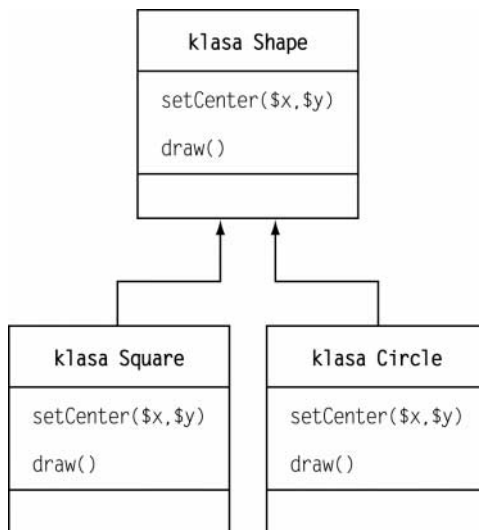 klasa Shape
setCenter($x,$y)
draw()
klasa Square
setCenter($x,$y)
draw()
klasa Circle
setCenter($x,$y)
draw()